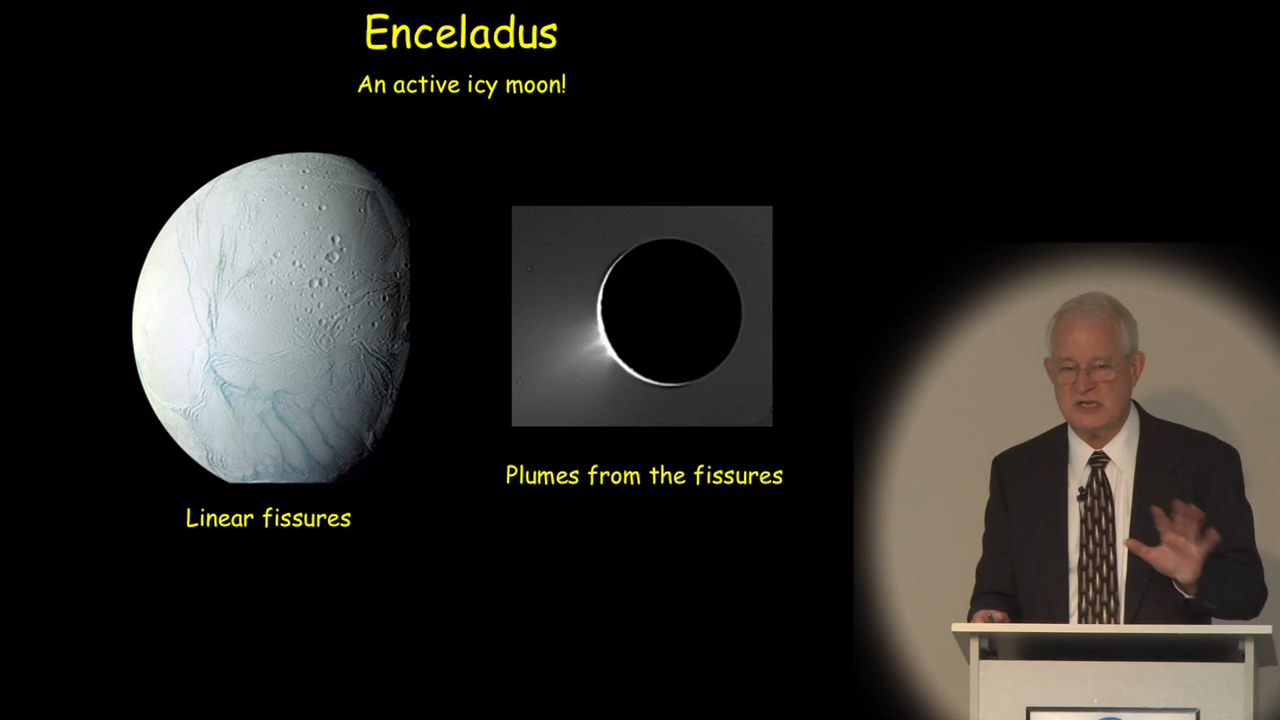 Enceladus
An active icy moon!
Plumes from the fissures
Linear fissures